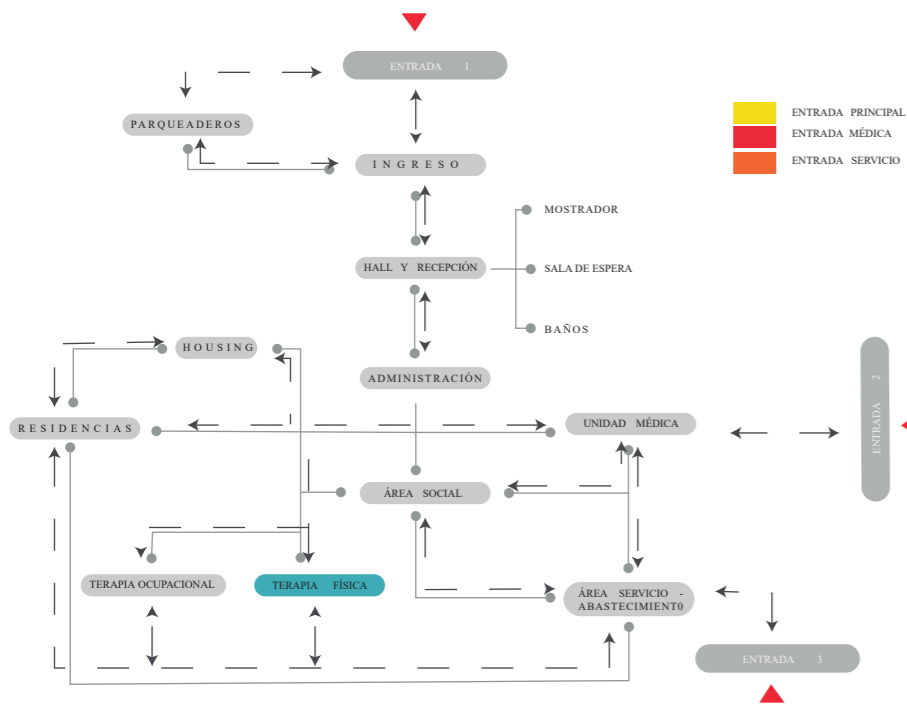 ENTRADA 1
PARQUEADEROS
ENTRADA PRINCIPAL
ENTRADA MÉDICA
ENTRADA SERVICIO
INGRESO
MOSTRADOR
HALL Y RECEPCIÓN
SALA DE ESPERA
BAÑOS
HOUSING
ADMINISTRACIÓN
ENTRADA 2
RESIDENCIAS
UNIDAD MÉDICA
ÁREA SOCIAL
TERAPIA OCUPACIONAL
TERAPIA FÍSICA
ÁREA SERVICIO -
ABASTECIMIENT0
ENTRADA 3